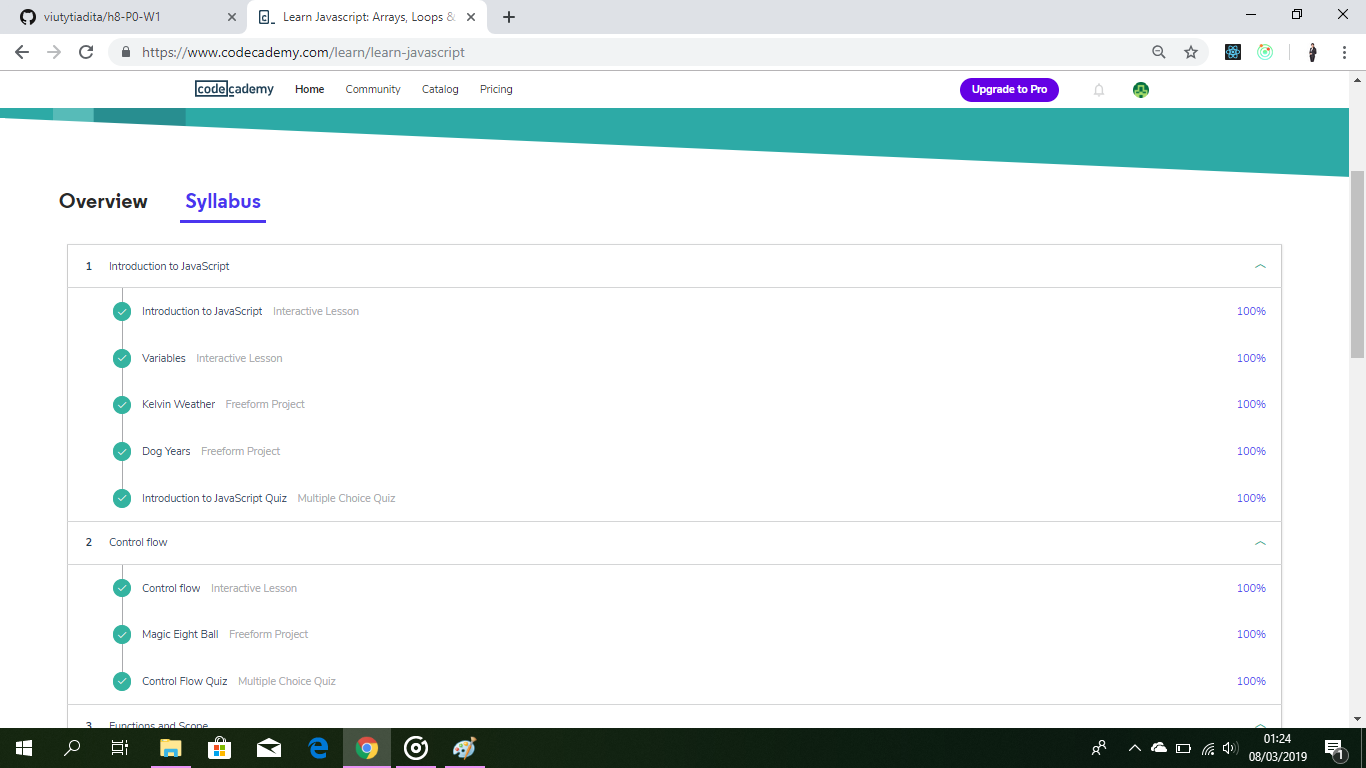 viutytiadita/h8-P0-W1
Learn Javascript: Arrays, Loops &
https://www.codecademy.com/learn/learn-javascript
codecademy Home Community Catalog Pricing Upgrade to Pro
Overview Syllabus
1 Introduction to JavaScript
Introduction to JavaScript Interactive Lesson 100%
Variables Interactive Lesson 100%
Kelvin Weather Freeform Project 100%
Dog Years Freeform Project 100%
Introduction to JavaScript Quiz Multiple Choice Quiz 100%
2 Control flow
Control flow Interactive Lesson 100%
Magic Eight Ball Freeform Project 100%
Control Flow Quiz Multiple Choice Quiz 100%
3 Functions and Scope
01:24
08/03/2019
1